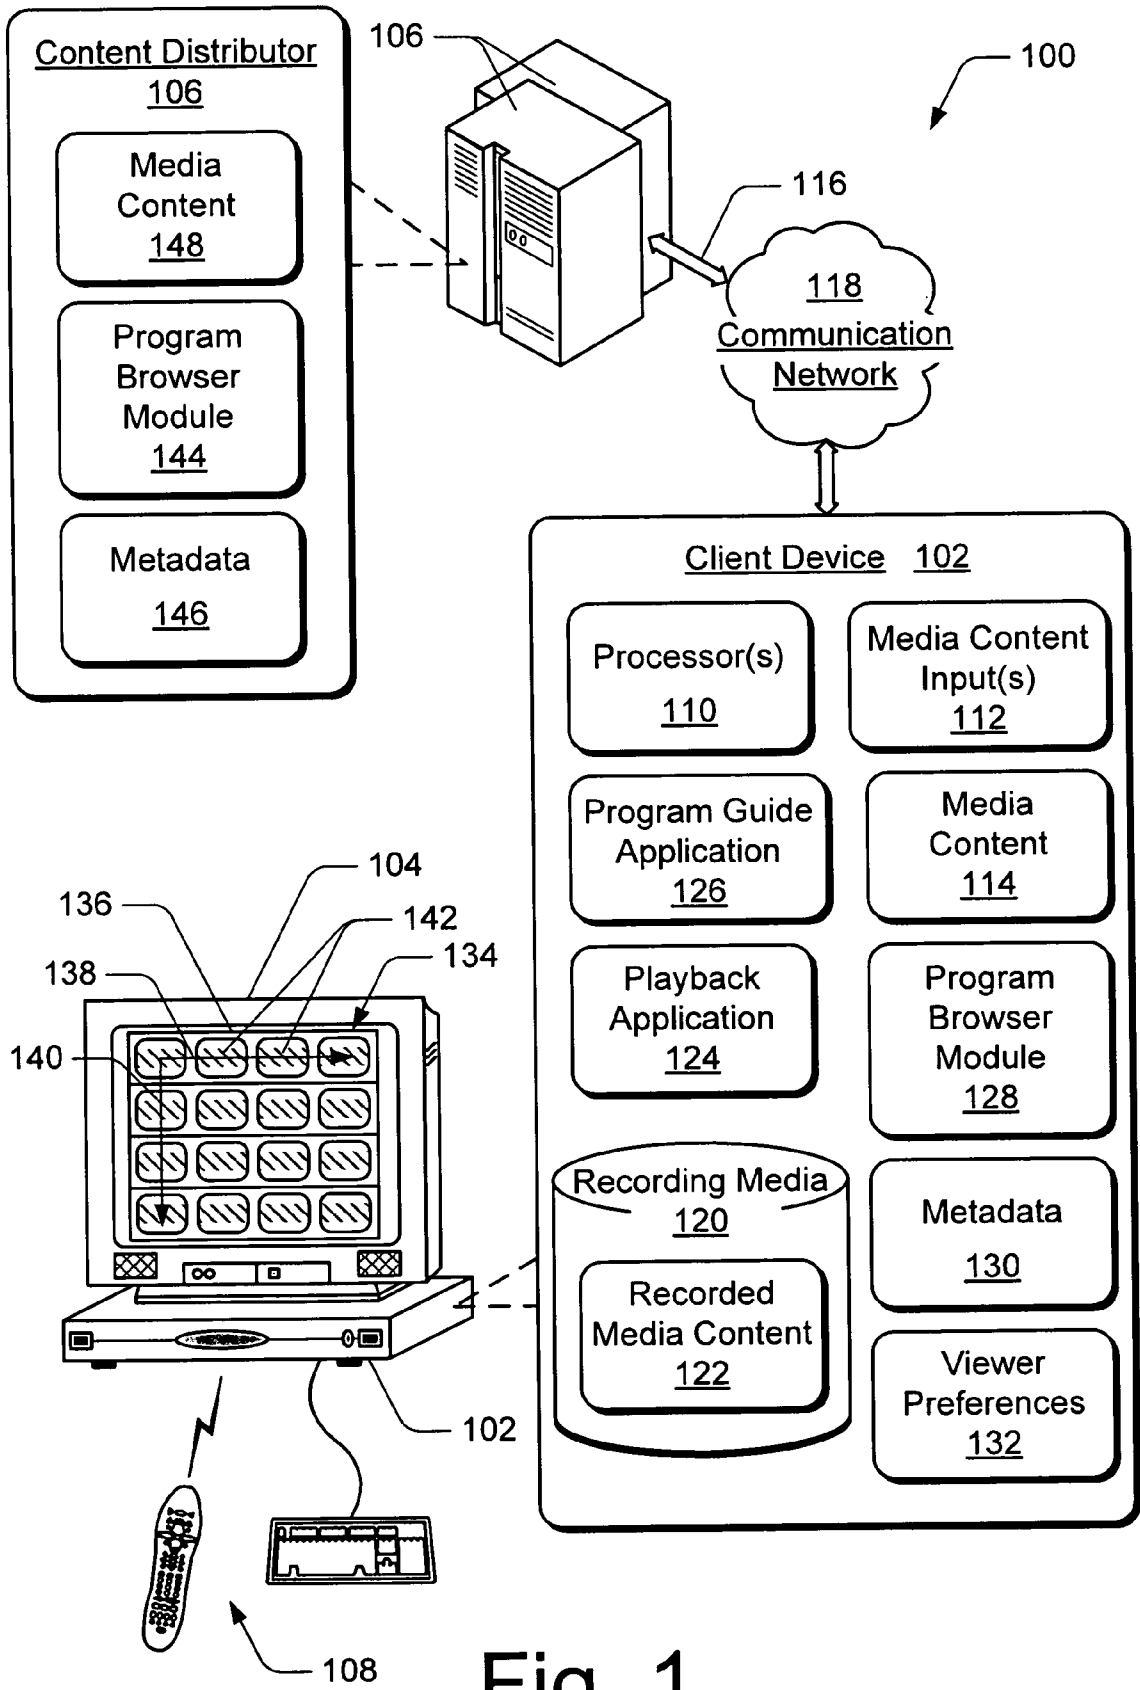 Content Distributor
106
Media
Content
148
Program
Browser
Module
144
Metadata
146
106
100
116
118
Communication
Network
Client Device 102
Processor(s)
110
Media Content
Input(s)
112
Program Guide
Application
126
Media
Content
114
Playback
Application
124
Program
Browser
Module
128
Recording Media
120
Recorded
Media Content
122
Metadata
130
Viewer
Preferences
132
104
136
142
138
134
140
102
108
Fig. 1